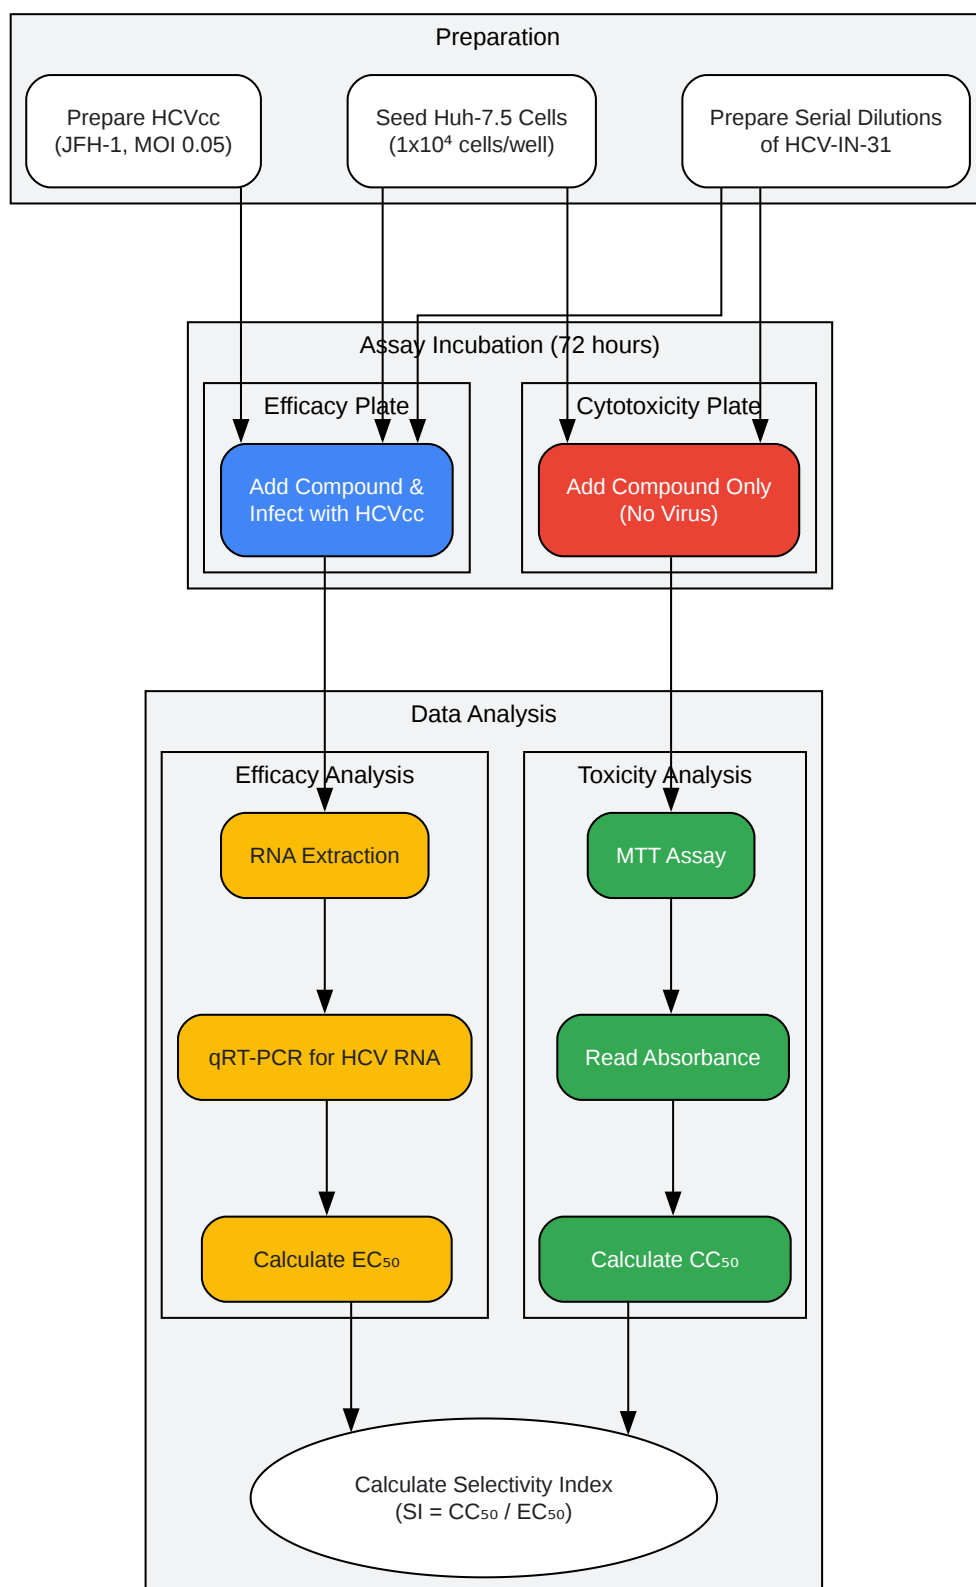 Preparation
Prepare HCVcc
(JFH-1, MOI 0.05)
Seed Huh-7.5 Cells
(1x10⁴ cells/well)
Prepare Serial Dilutions
of HCV-IN-31
Assay Incubation (72 hours)
Efficacy Plate
Cytotoxicity Plate
Add Compound &
Infect with HCVcc
Add Compound Only
(No Virus)
Data Analysis
Efficacy Analysis
Toxicity Analysis
RNA Extraction
MTT Assay
qRT-PCR for HCV RNA
Read Absorbance
Calculate EC₅₀
Calculate CC₅₀
Calculate Selectivity Index
(SI = CC₅₀ / EC₅₀)